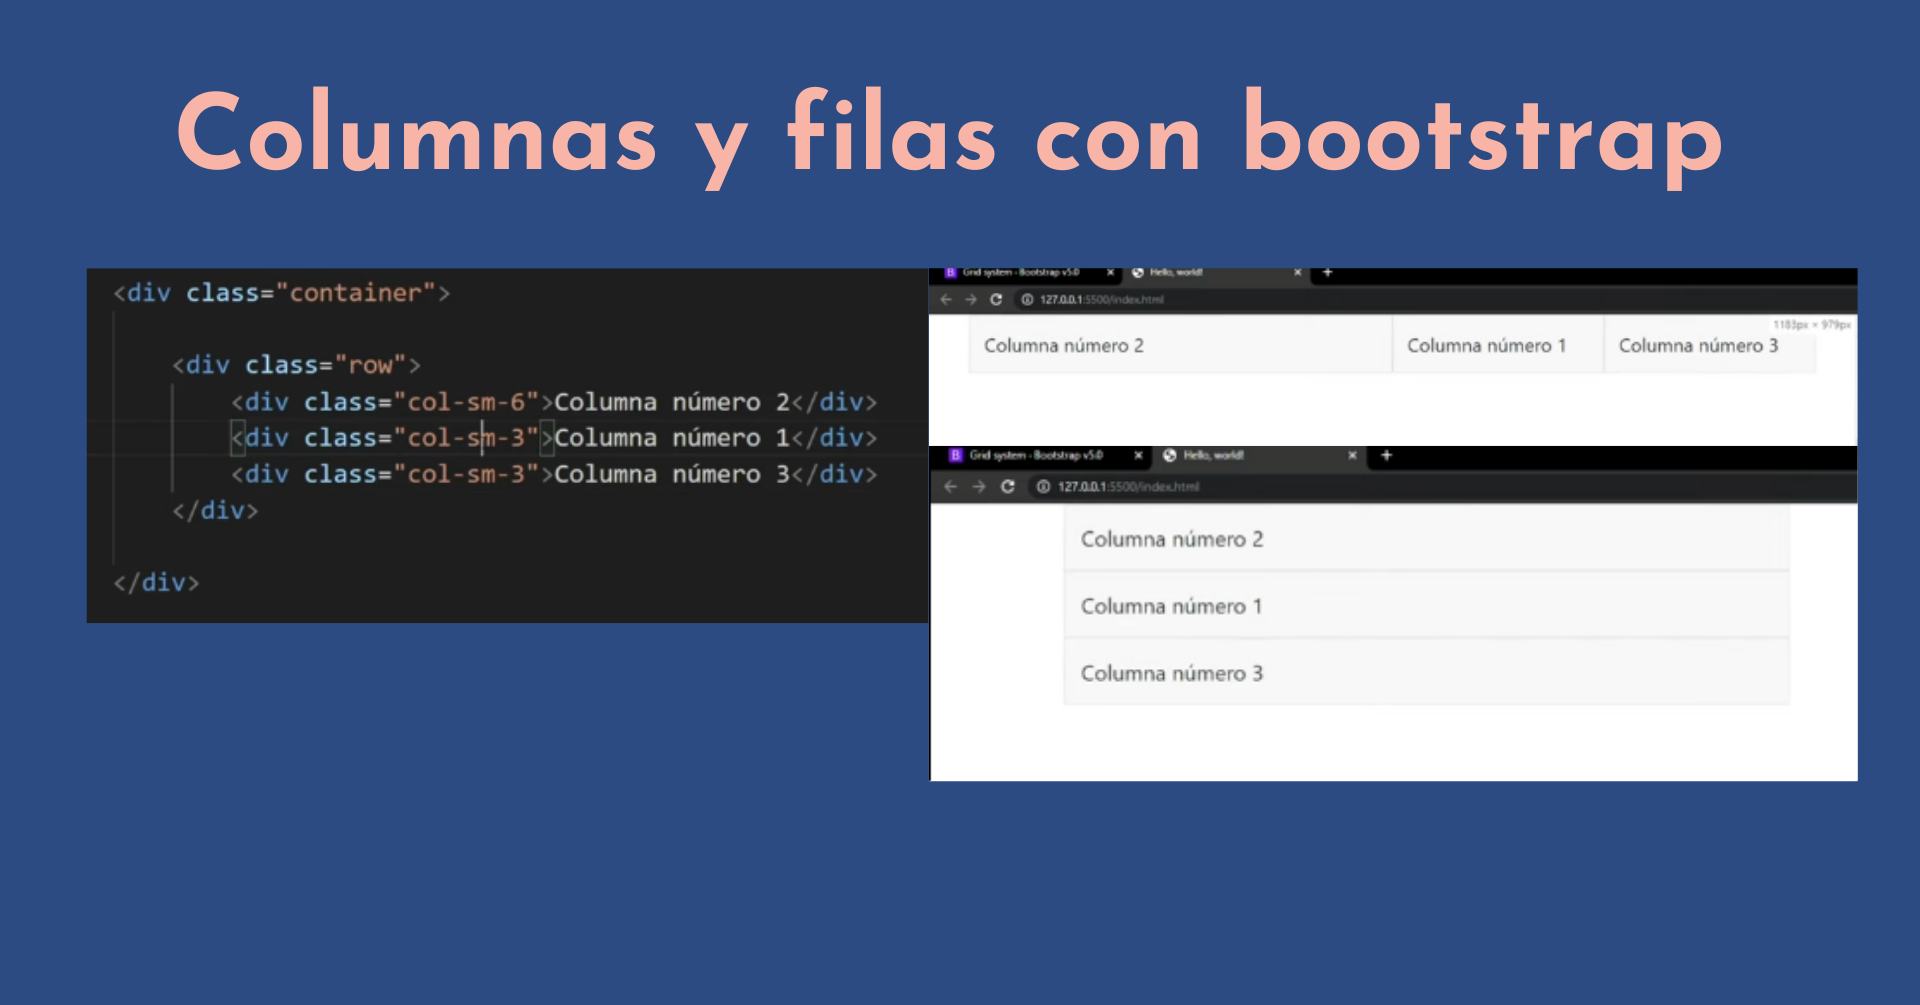 Columnas y filas con bootstrap
<div class="container">
<div class="row">
<div class="col-sm-6">Columna número 2</div>
<div class="col-sm-3">Columna número 1</div>
<div class="col-sm-3">Columna número 3</div>
</div>
</div>
B Grid system - Bootstrap v5.0 × Hello, world! × +
127.0.0.1:5500/index.html
1183px × 979px
Columna número 2 Columna número 1 Columna número 3
B Grid system - Bootstrap v5.0 × Hello, world! × +
127.0.0.1:5500/index.html
Columna número 2
Columna número 1
Columna número 3